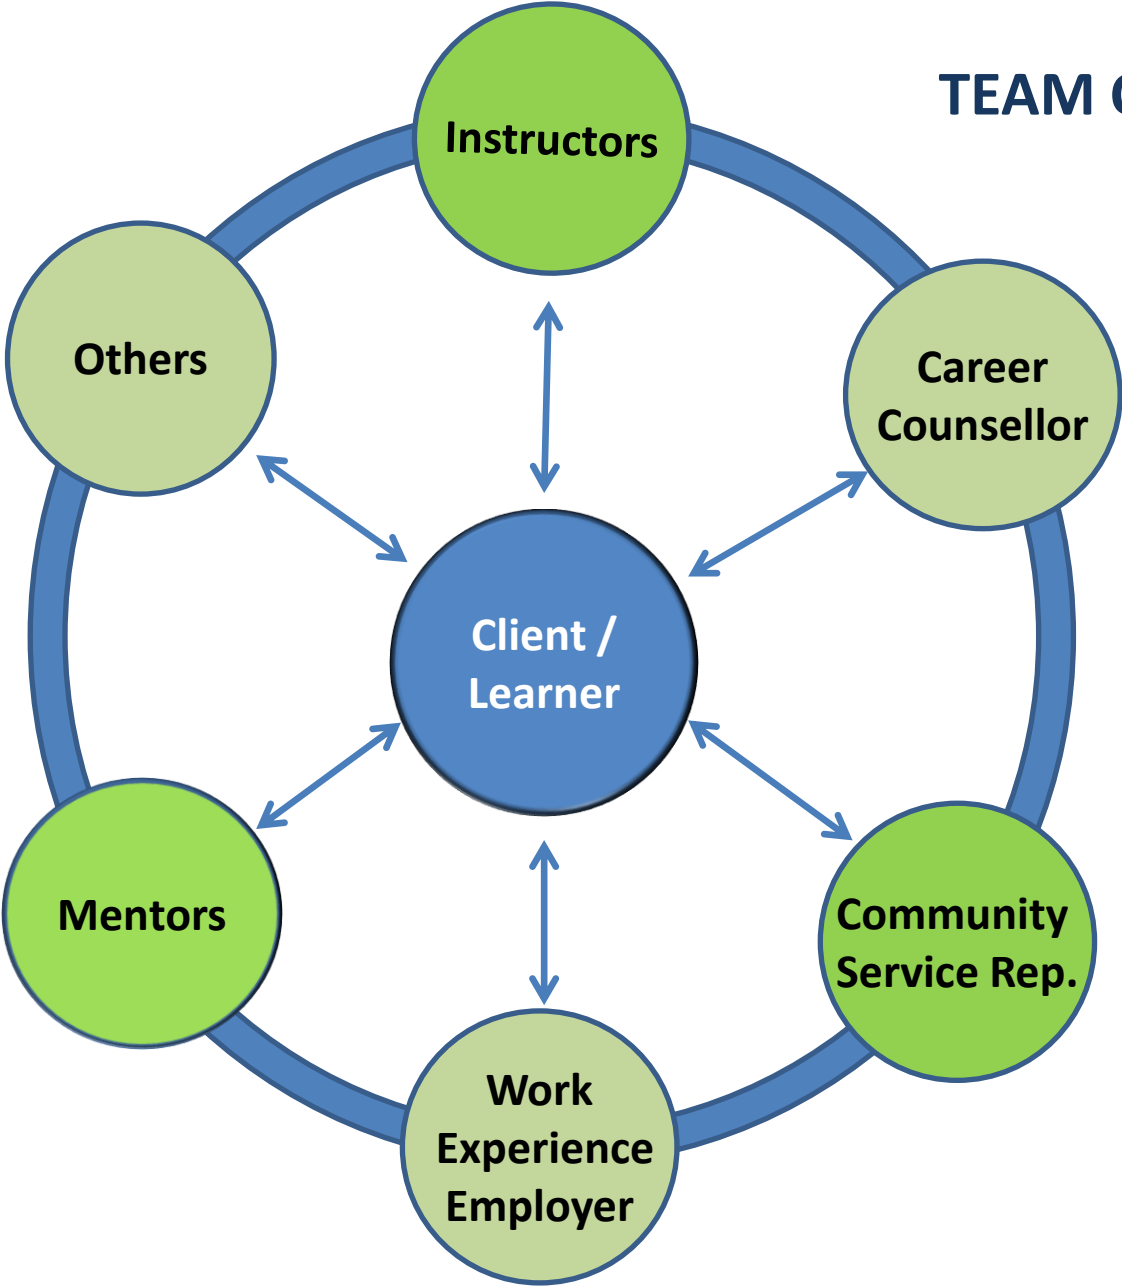 TEAM
Instructors
Others
Career
Counsellor
Client /
Learner
Mentors
Community
Service Rep.
Work
Experience
Employer